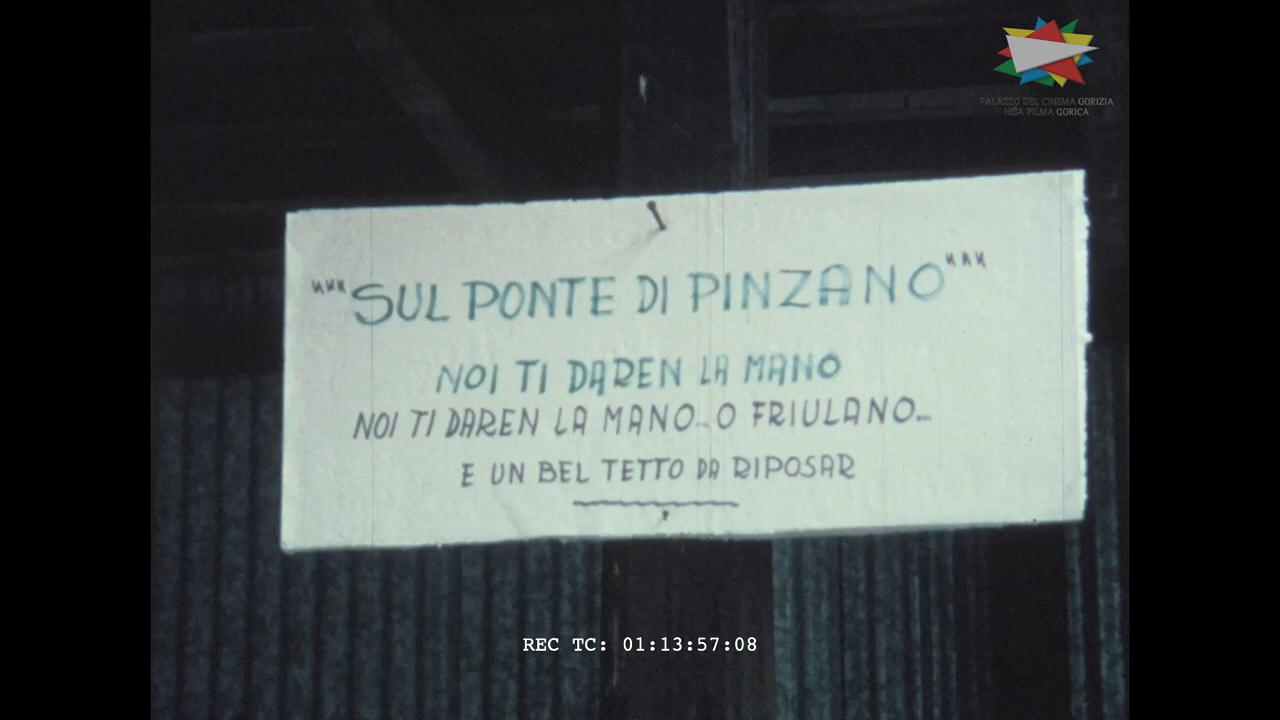 PALAZZO DEL CINEMA GORIZIA
HIŠA FILMA GORICA
"""SUL PONTE DI PINZANO"""
NOI TI DAREN LA MANO
NOI TI DAREN LA MANO.. O FRIULANO...
E UN BEL TETTO DA RIPOSAR
REC TC: 01:13:57:08